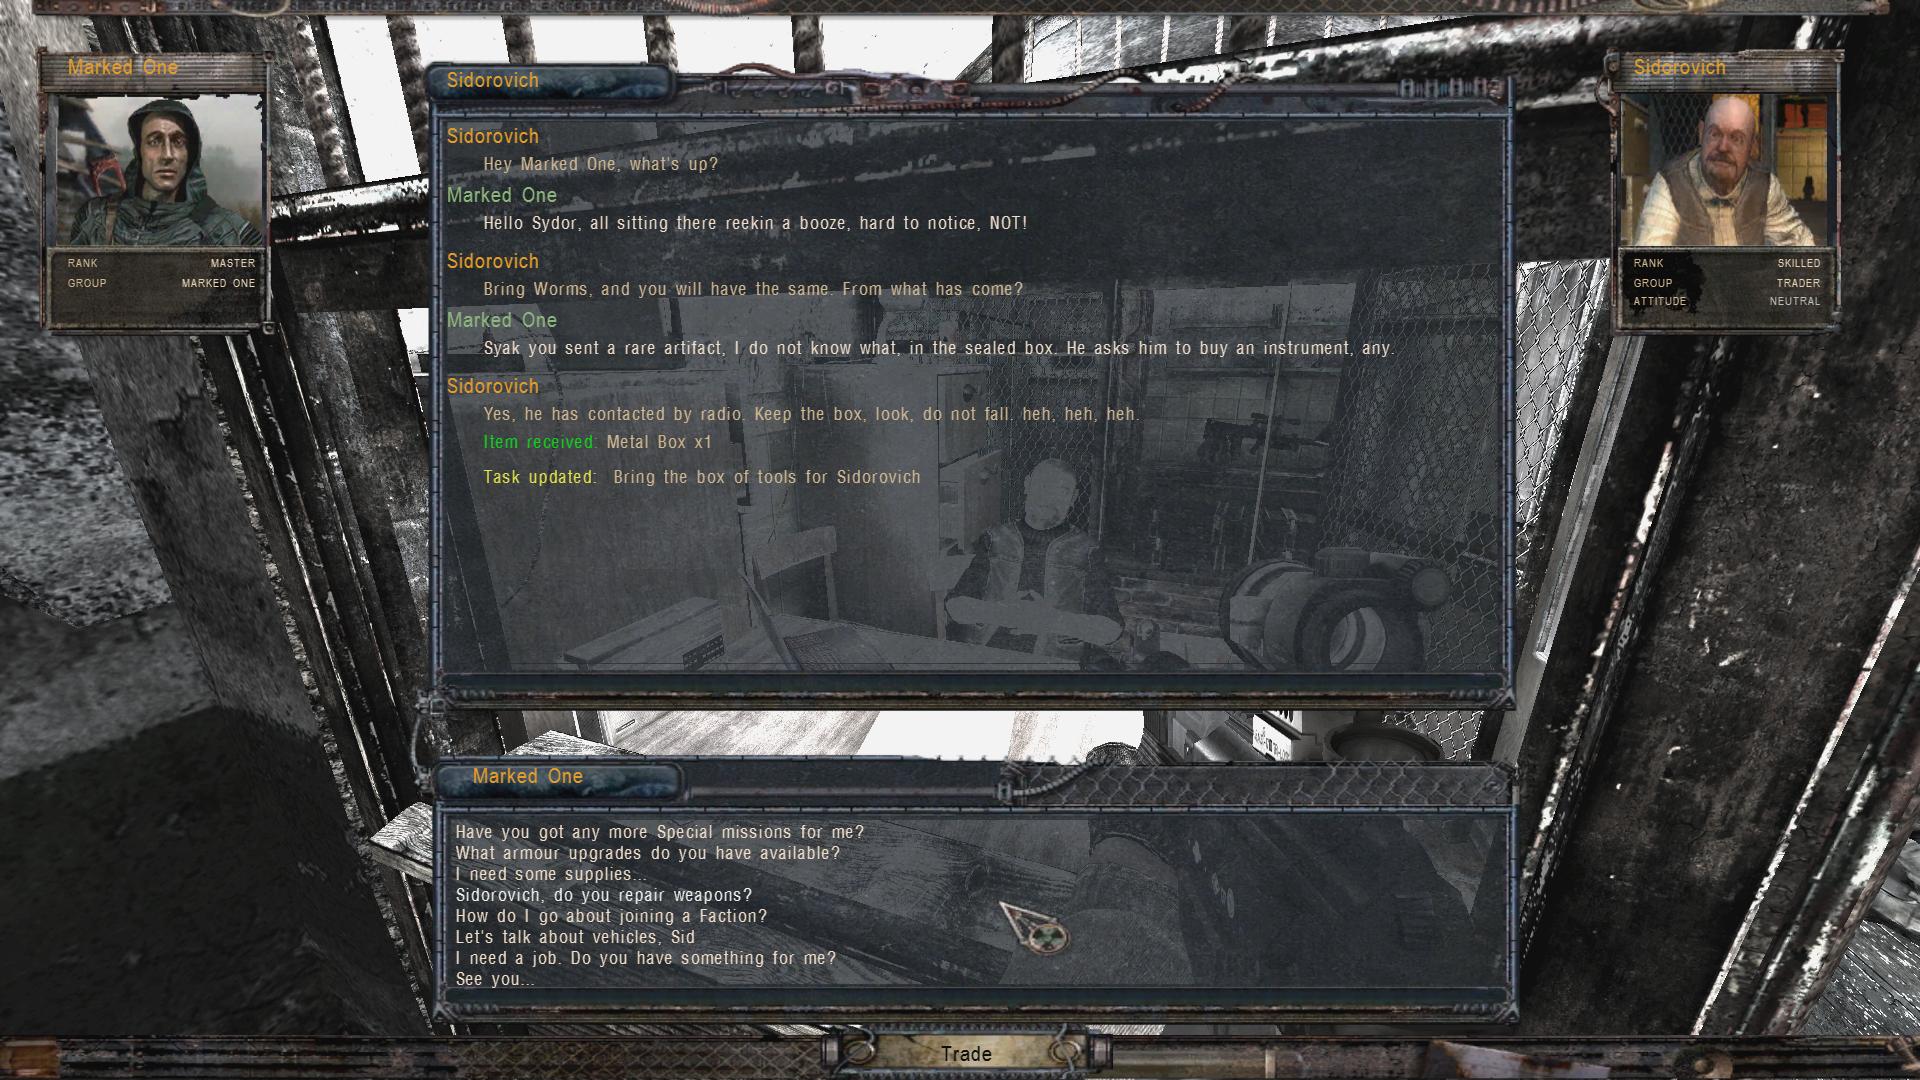 Marked One
RANK MASTER
GROUP MARKED ONE
Sidorovich
Sidorovich
Hey Marked One, what's up?
Marked One
Hello Sydor, all sitting there reekin a booze, hard to notice, NOT!
Sidorovich
Bring Worms, and you will have the same. From what has come?
Marked One
Syak you sent a rare artifact, I do not know what, in the sealed box. He asks him to buy an instrument, any.
Sidorovich
Yes, he has contacted by radio. Keep the box, look, do not fall. heh, heh, heh.
Item received: Metal Box x1
Task updated: Bring the box of tools for Sidorovich
Sidorovich
RANK SKILLED
GROUP TRADER
ATTITUDE NEUTRAL
Marked One
Have you got any more Special missions for me?
What armour upgrades do you have available?
I need some supplies...
Sidorovich, do you repair weapons?
How do I go about joining a Faction?
Let's talk about vehicles, Sid
I need a job. Do you have something for me?
See you...
Trade